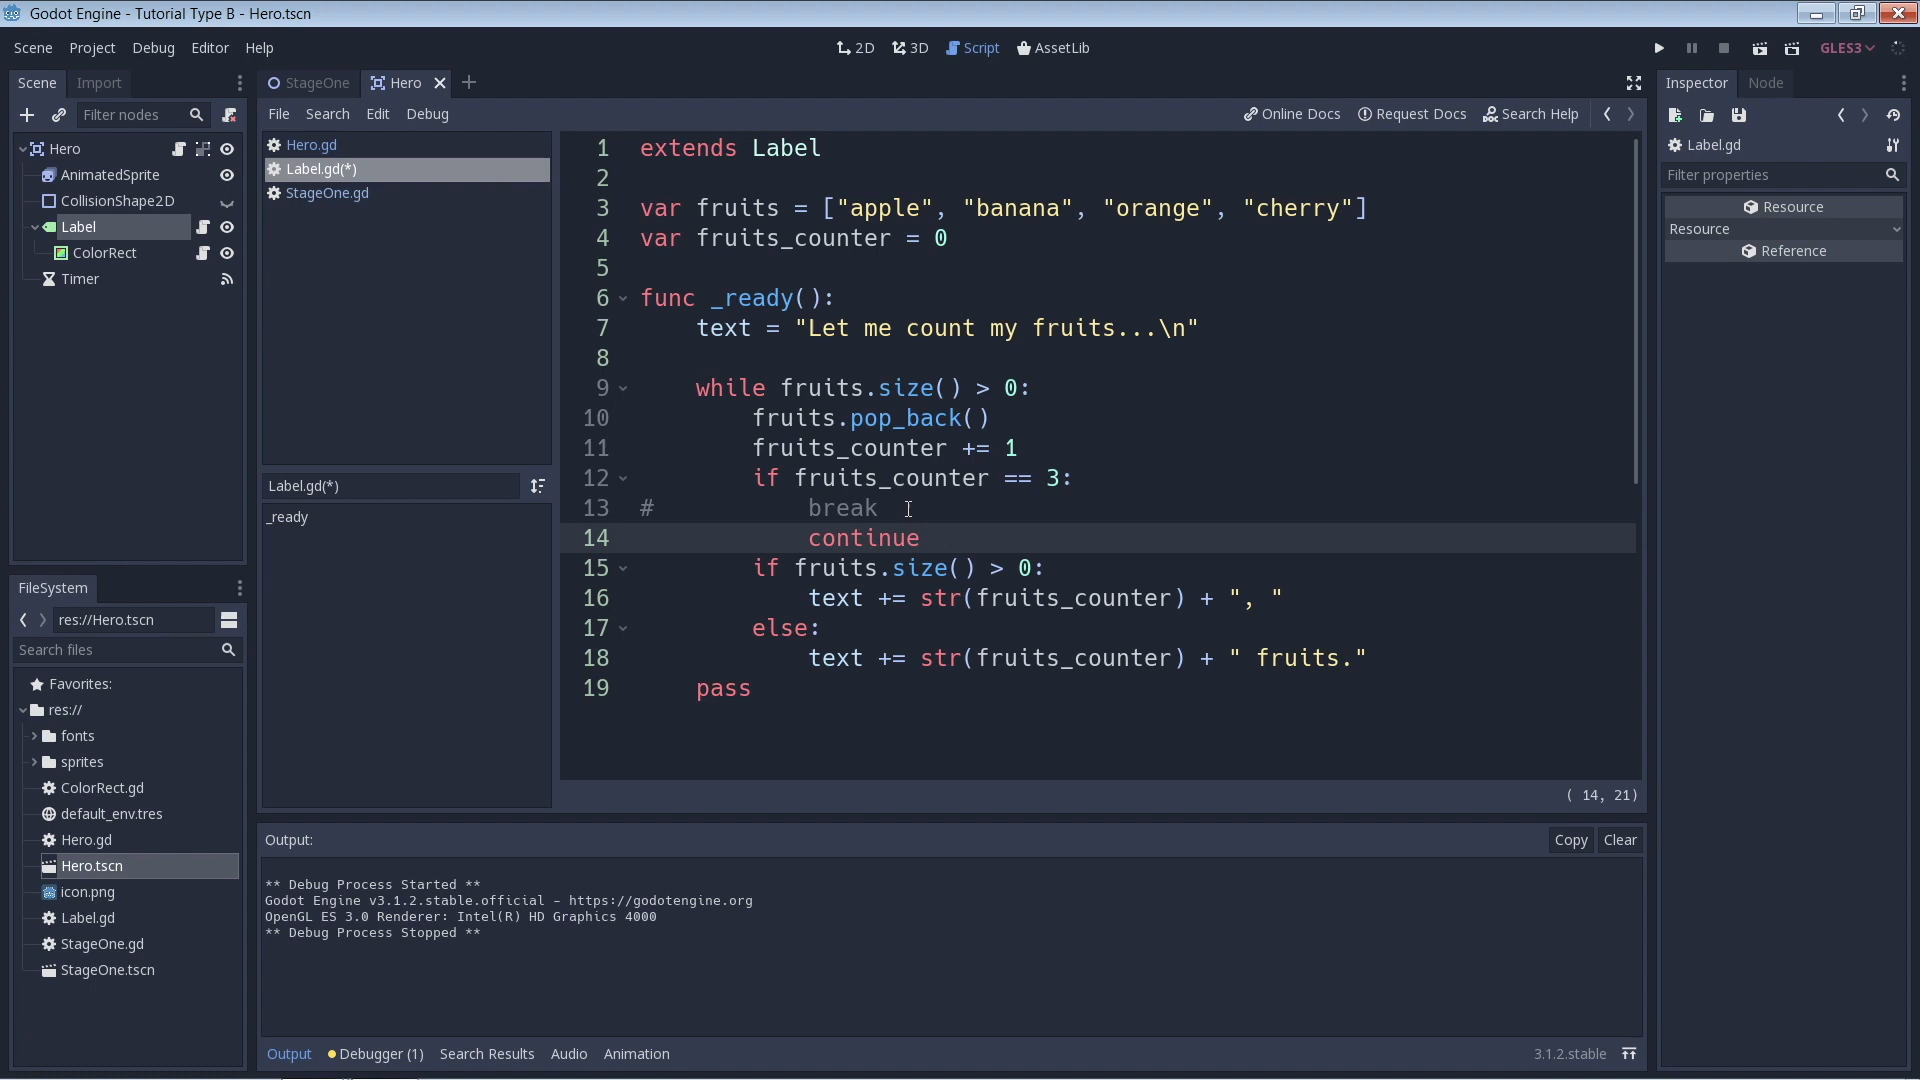 Godot Engine - Tutorial Type B - Hero.tscn
Scene Project Debug Editor Help
2D 3D Script AssetLib
GLES3
Scene Import
Filter nodes
Hero
AnimatedSprite
CollisionShape2D
Label
ColorRect
Timer
FileSystem
res://Hero.tscn
Search files
Favorites:
res://
fonts
sprites
ColorRect.gd
default_env.tres
Hero.gd
Hero.tscn
icon.png
Label.gd
StageOne.gd
StageOne.tscn
StageOne Hero
File Search Edit Debug
Online Docs Request Docs Search Help
Hero.gd
Label.gd(*)
StageOne.gd
Label.gd(*)
_ready
1 extends Label
2
3 var fruits = ["apple", "banana", "orange", "cherry"]
4 var fruits_counter = 0
5
6 func _ready():
7 text = "Let me count my fruits...\n"
8
9 while fruits.size() > 0:
10 fruits.pop_back()
11 fruits_counter += 1
12 if fruits_counter == 3:
13 # break
14 continue
15 if fruits.size() > 0:
16 text += str(fruits_counter) + ", "
17 else:
18 text += str(fruits_counter) + " fruits."
19 pass
( 14, 21)
Output:
Copy Clear
** Debug Process Started **
Godot Engine v3.1.2.stable.official - https://godotengine.org
OpenGL ES 3.0 Renderer: Intel(R) HD Graphics 4000
** Debug Process Stopped **
Output Debugger (1) Search Results Audio Animation
3.1.2.stable
Inspector Node
Label.gd
Filter properties
Resource
Resource
Reference